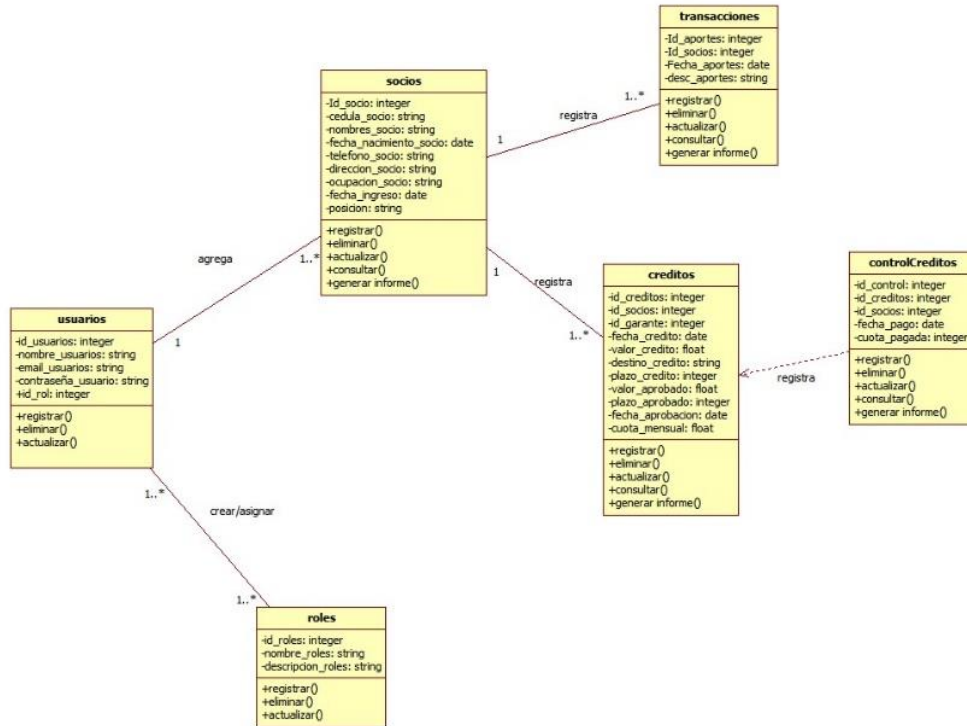 transacciones
-Id_aportes: integer
-Id_socios: integer
-Fecha_aportes: date
-desc_aportes: string
+registrar()
+eliminar()
+actualizar()
+consultar()
+generar informe()
socios
-Id_socio: integer
-cedula_socio: string
-nombres_socio: string
-fecha_nacimiento_socio: date
-telefono_socio: string
-direccion_socio: string
-ocupacion_socio: string
-fecha_ingreso: date
-posicion: string
+registrar()
+eliminar()
+actualizar()
+consultar()
+generar informe()
registra
1
1..*
agrega
1..*
1
registra
1
1..*
creditos
-id_creditos: integer
-id_socios: integer
-id_garante: integer
-fecha_credito: date
-valor_credito: float
-destino_credito: string
-plazo_credito: integer
-valor_aprobado: float
-plazo_aprobado: integer
-fecha_aprobacion: date
-cuota_mensual: float
+registrar()
+eliminar()
+actualizar()
+consultar()
+generar informe()
controlCreditos
-id_control: integer
-id_creditos: integer
-id_socios: integer
-fecha_pago: date
-cuota_pagada: integer
+registrar()
+eliminar()
+actualizar()
+consultar()
+generar informe()
registra
usuarios
-id_usuarios: integer
-nombre_usuarios: string
-email_usuarios: string
-contraseña_usuario: string
+id_rol: integer
+registrar()
+eliminar()
+actualizar()
1..*
crear/asignar
1..*
roles
-id_roles: integer
-nombre_roles: string
-descripcion_roles: string
+registrar()
+eliminar()
+actualizar()